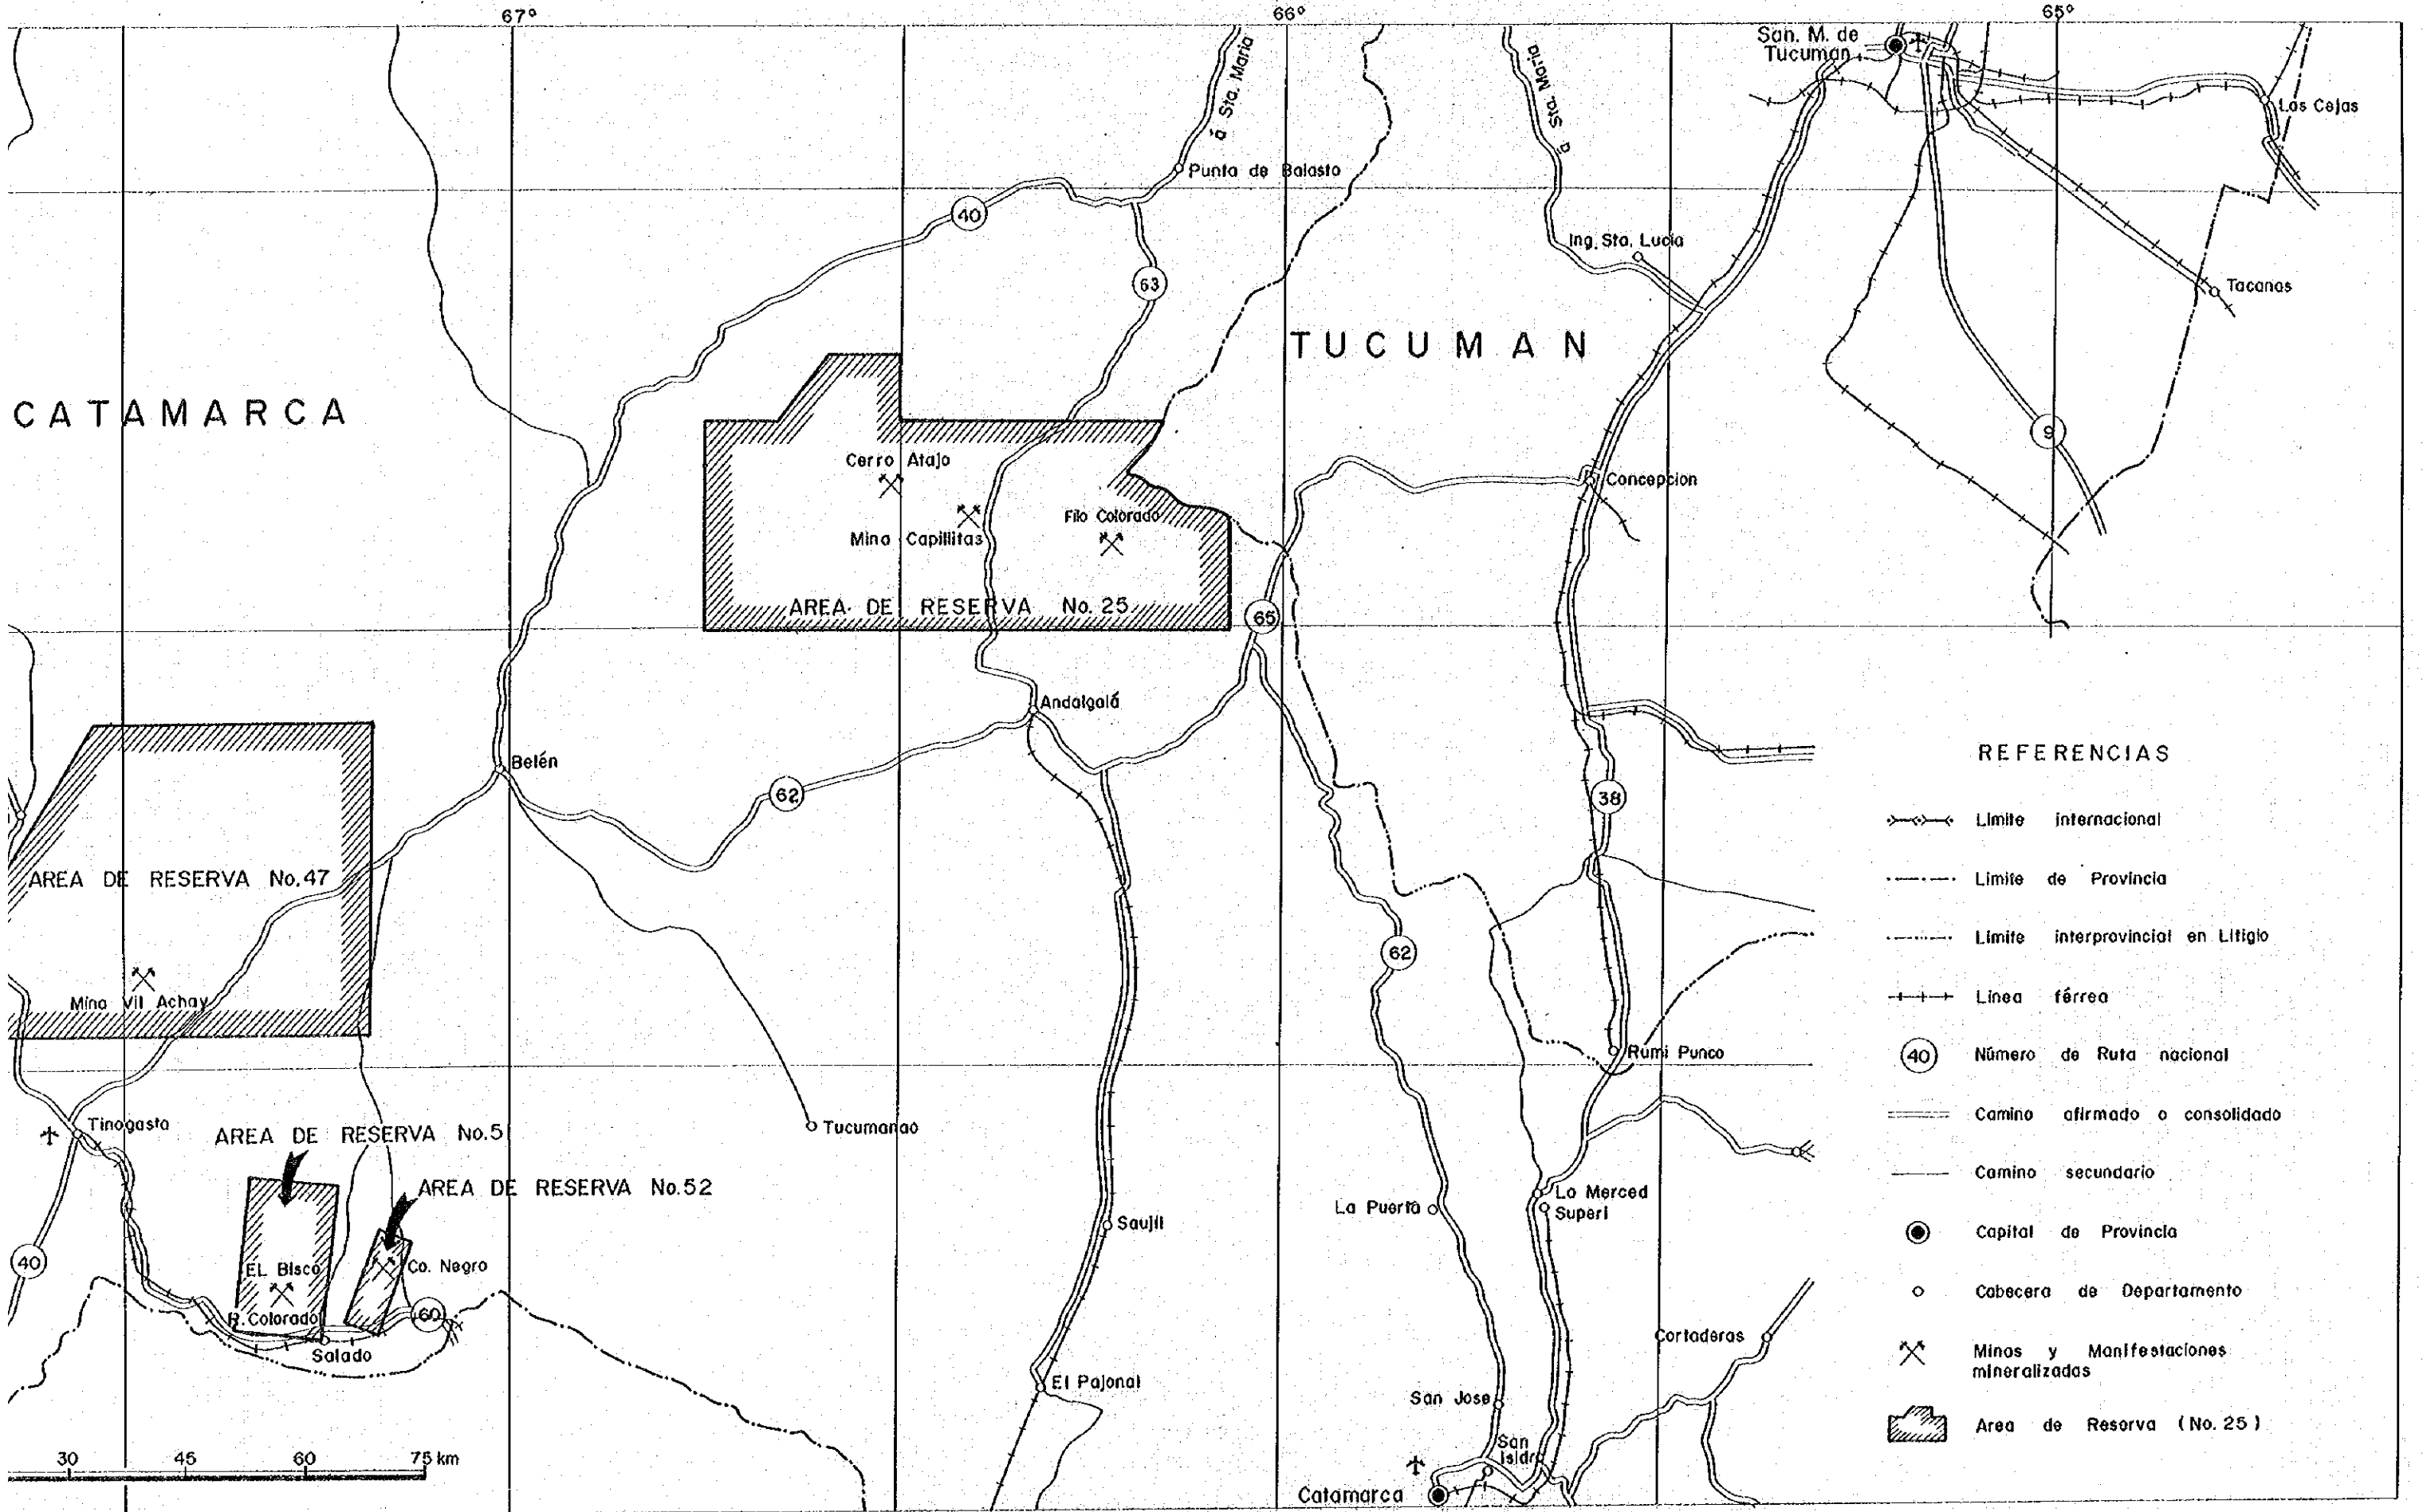 67°
66°
65°
San. M. de
Tucuman
á Sta. Maria
á Sta. Maria
Las Cejas
Punta de Balasto
40
Ing. Sta. Lucia
63
Tacanas
TUCUMAN
CATAMARCA
9
Cerro Atajo
Concepcion
Filo Colorado
Mina Capillitas
AREA DE RESERVA No. 25
65
Andalgalá
Belén
62
38
AREA DE RESERVA No. 47
62
Mina Vil Achay
Rumi Punco
Tinogasta
Tucumanao
AREA DE RESERVA No. 5
AREA DE RESERVA No. 52
La Merced
Superi
La Puerta
Saujil
40
EL Bisco
Co. Negro
R. Colorado
60
Salado
Cortaderas
El Pajonal
San Jose
San
Isidro
Catamarca
30 45 60 75 km
REFERENCIAS
Limite internacional
Limite de Provincia
Limite interprovincial en Litigio
Linea férrea
40 Número de Ruta nacional
Camino afirmado o consolidado
Camino secundario
Capital de Provincia
Cabecera de Departamento
Minas y Manifestaciones
mineralizadas
Area de Reserva (No. 25)